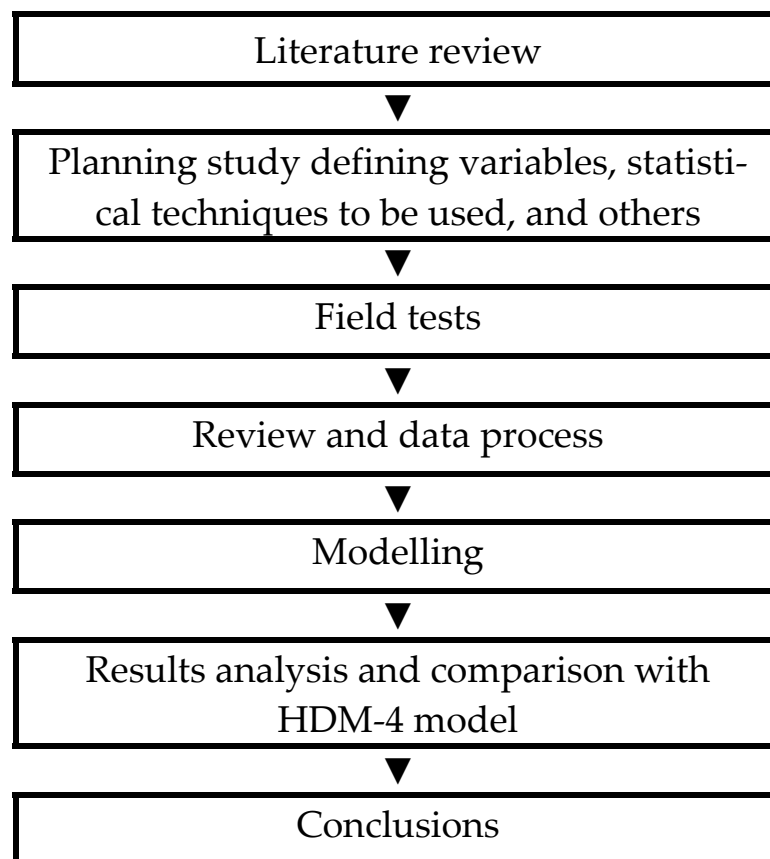 Literature review
Planning study defining variables, statisti-
cal techniques to be used, and others
Field tests
Review and data process
Modelling
Results analysis and comparison with
HDM-4 model
Conclusions